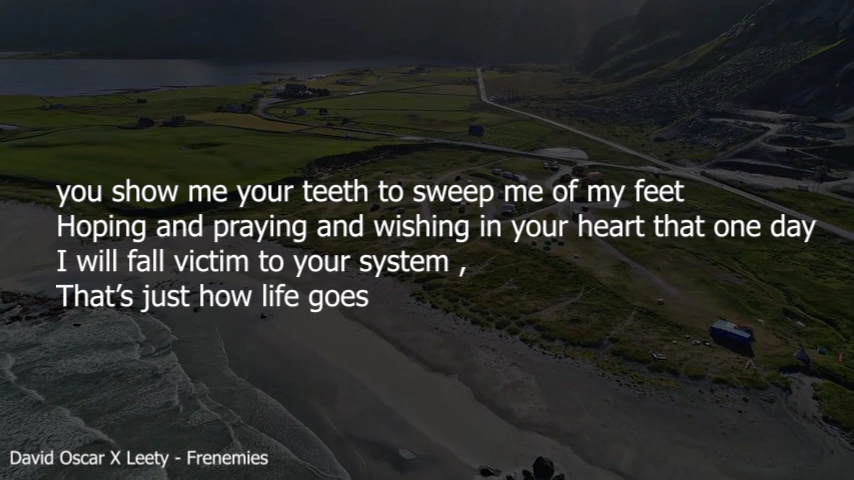 you show me your teeth to sweep me of my feet
Hoping and praying and wishing in your heart that one day
I will fall victim to your system ,
That’s just how life goes
David Oscar X Leety - Frenemies